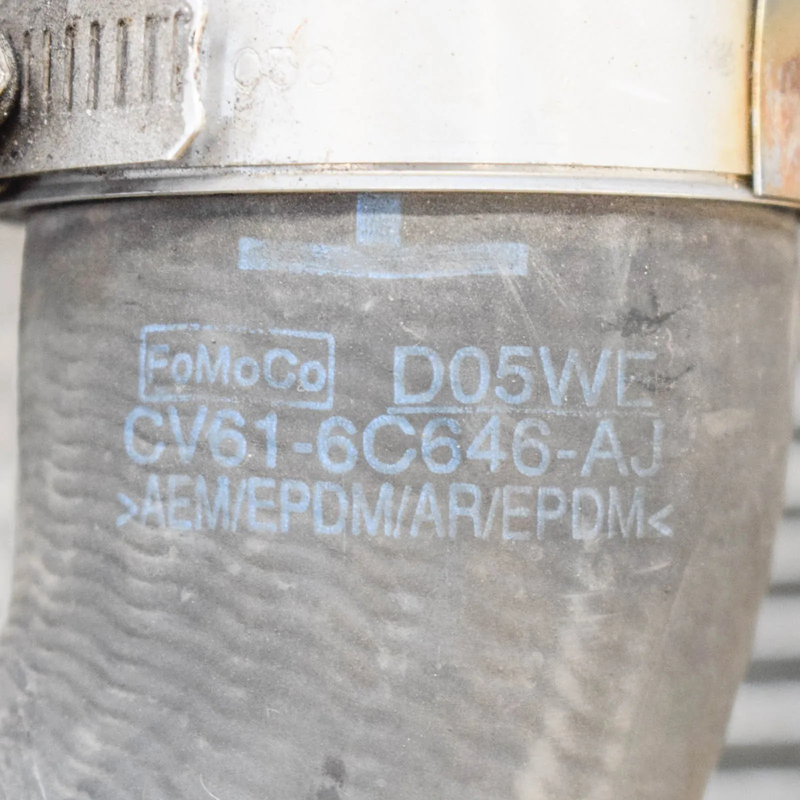 FoMoCo D05WE
CV61-6C646-AJ
>AEM/EPDM/AR/EPDM<